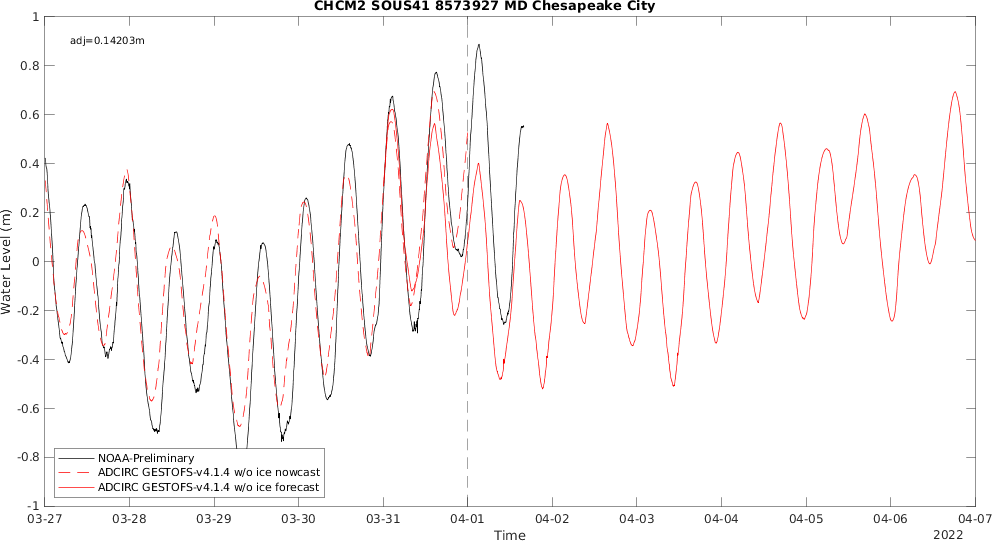 CHCM2 SOUS41 8573927 MD Chesapeake City
adj=0.14203m
1
0.8
0.6
0.4
0.2
0
-0.2
-0.4
-0.6
-0.8
-1
Water Level (m)
NOAA-Preliminary
ADCIRC GESTOFS-v4.1.4 w/o ice nowcast
ADCIRC GESTOFS-v4.1.4 w/o ice forecast
03-27 03-28 03-29 03-30 03-31 04-01 04-02 04-03 04-04 04-05 04-06 04-07
Time
2022